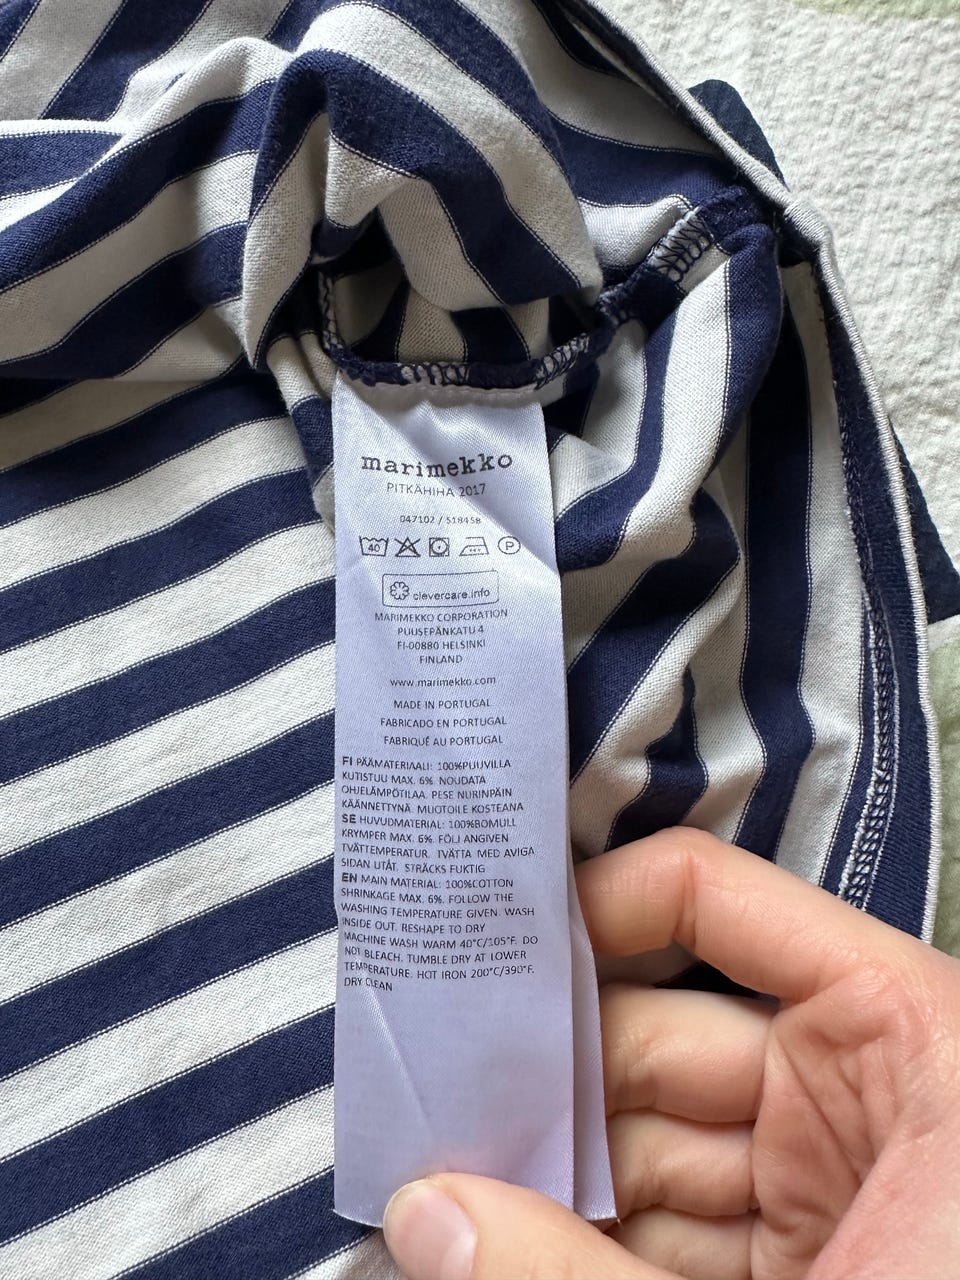 marimekko
PITKÄHIHA 2017
047102 / 518458
40 P
clevercare.info
MARIMEKKO CORPORATION
PUUSEPÄNKATU 4
FI-00880 HELSINKI
FINLAND
www.marimekko.com
MADE IN PORTUGAL
FABRICADO EN PORTUGAL
FABRIQUÉ AU PORTUGAL
FI PÄÄMATERIAALI: 100%PUUVILLA
KUTISTUU MAX. 6%. NOUDATA
OHJELÄMPÖTILAA. PESE NURINPÄIN
KÄÄNNETTYNÄ. MUOTOILE KOSTEANA
SE HUVUDMATERIAL: 100%BOMULL
KRYMPER MAX. 6%. FÖLJ ANGIVEN
TVÄTTEMPERATUR. TVÄTTA MED AVIGA
SIDAN UTÅT. STRÄCKS FUKTIG
EN MAIN MATERIAL: 100%COTTON
SHRINKAGE MAX. 6%. FOLLOW THE
WASHING TEMPERATURE GIVEN. WASH
INSIDE OUT. RESHAPE TO DRY
MACHINE WASH WARM 40°C/105°F. DO
NOT BLEACH. TUMBLE DRY AT LOWER
TEMPERATURE. HOT IRON 200°C/390°F.
DRY CLEAN